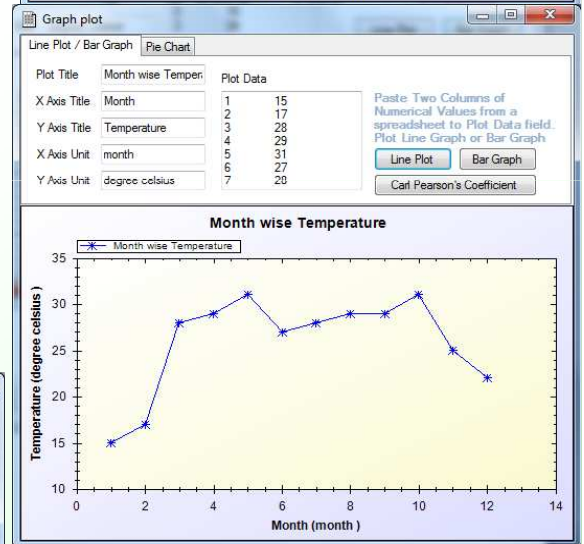 Graph plot
Line Plot / Bar Graph Pie Chart
Plot Title Month wise Temper. Plot Data
X Axis Title Month
Y Axis Title Temperature
X Axis Unit month
Y Axis Unit degree celsius
1 15
2 17
3 28
4 29
5 31
6 27
7 28
Paste Two Columns of
Numerical Values from a
spreadsheet to Plot Data field.
Plot Line Graph or Bar Graph
Line Plot Bar Graph
Carl Pearson's Coefficient
Month wise Temperature
Month wise Temperature
35
30
25
20
15
10
Temperature (degree celsius )
0 2 4 6 8 10 12 14
Month (month )